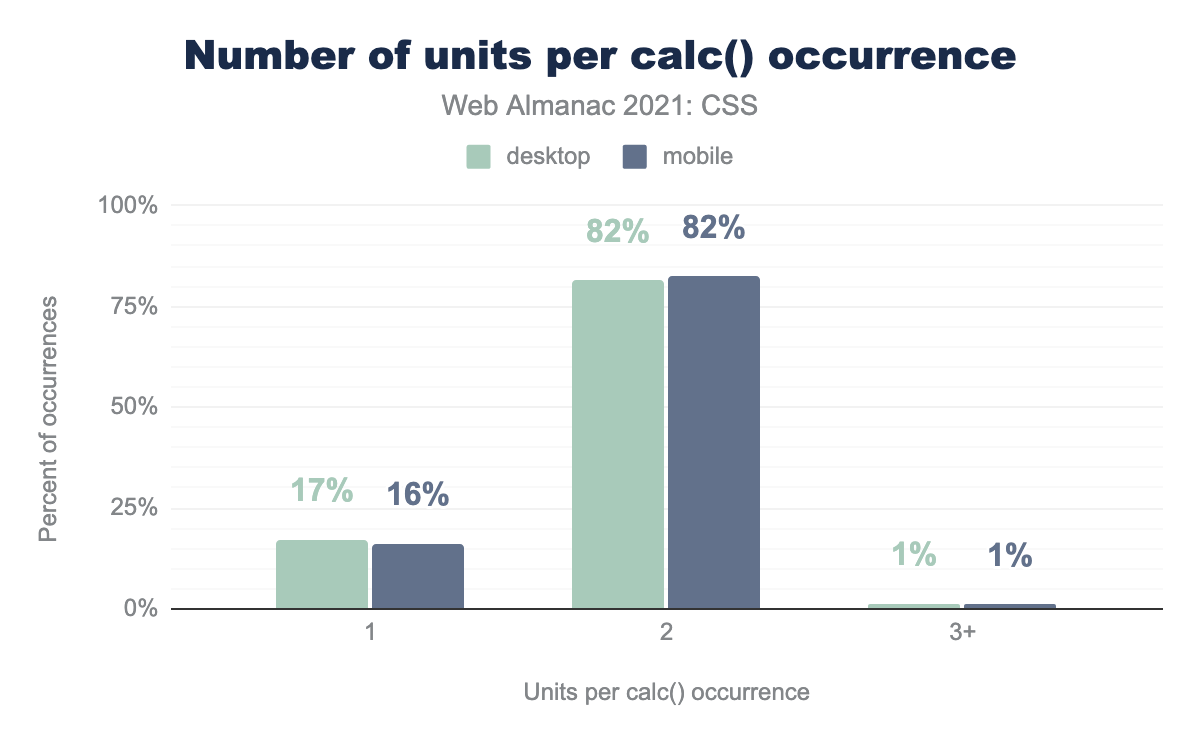 Number of units per calc() occurrence
Web Almanac 2021: CSS
desktop mobile
100%
75%
50%
25%
0%
Percent of occurrences
17% 16%
82% 82%
1% 1%
1 2 3+
Units per calc() occurrence